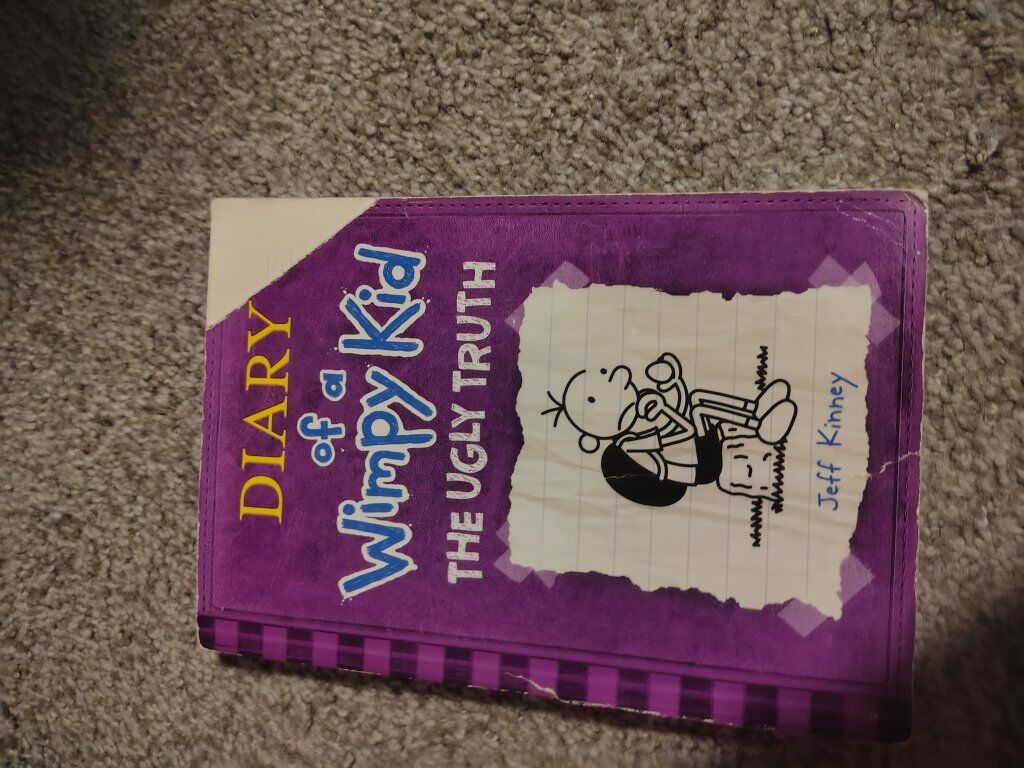 DIARY
of a
Wimpy Kid
THE UGLY TRUTH
Jeff Kinney